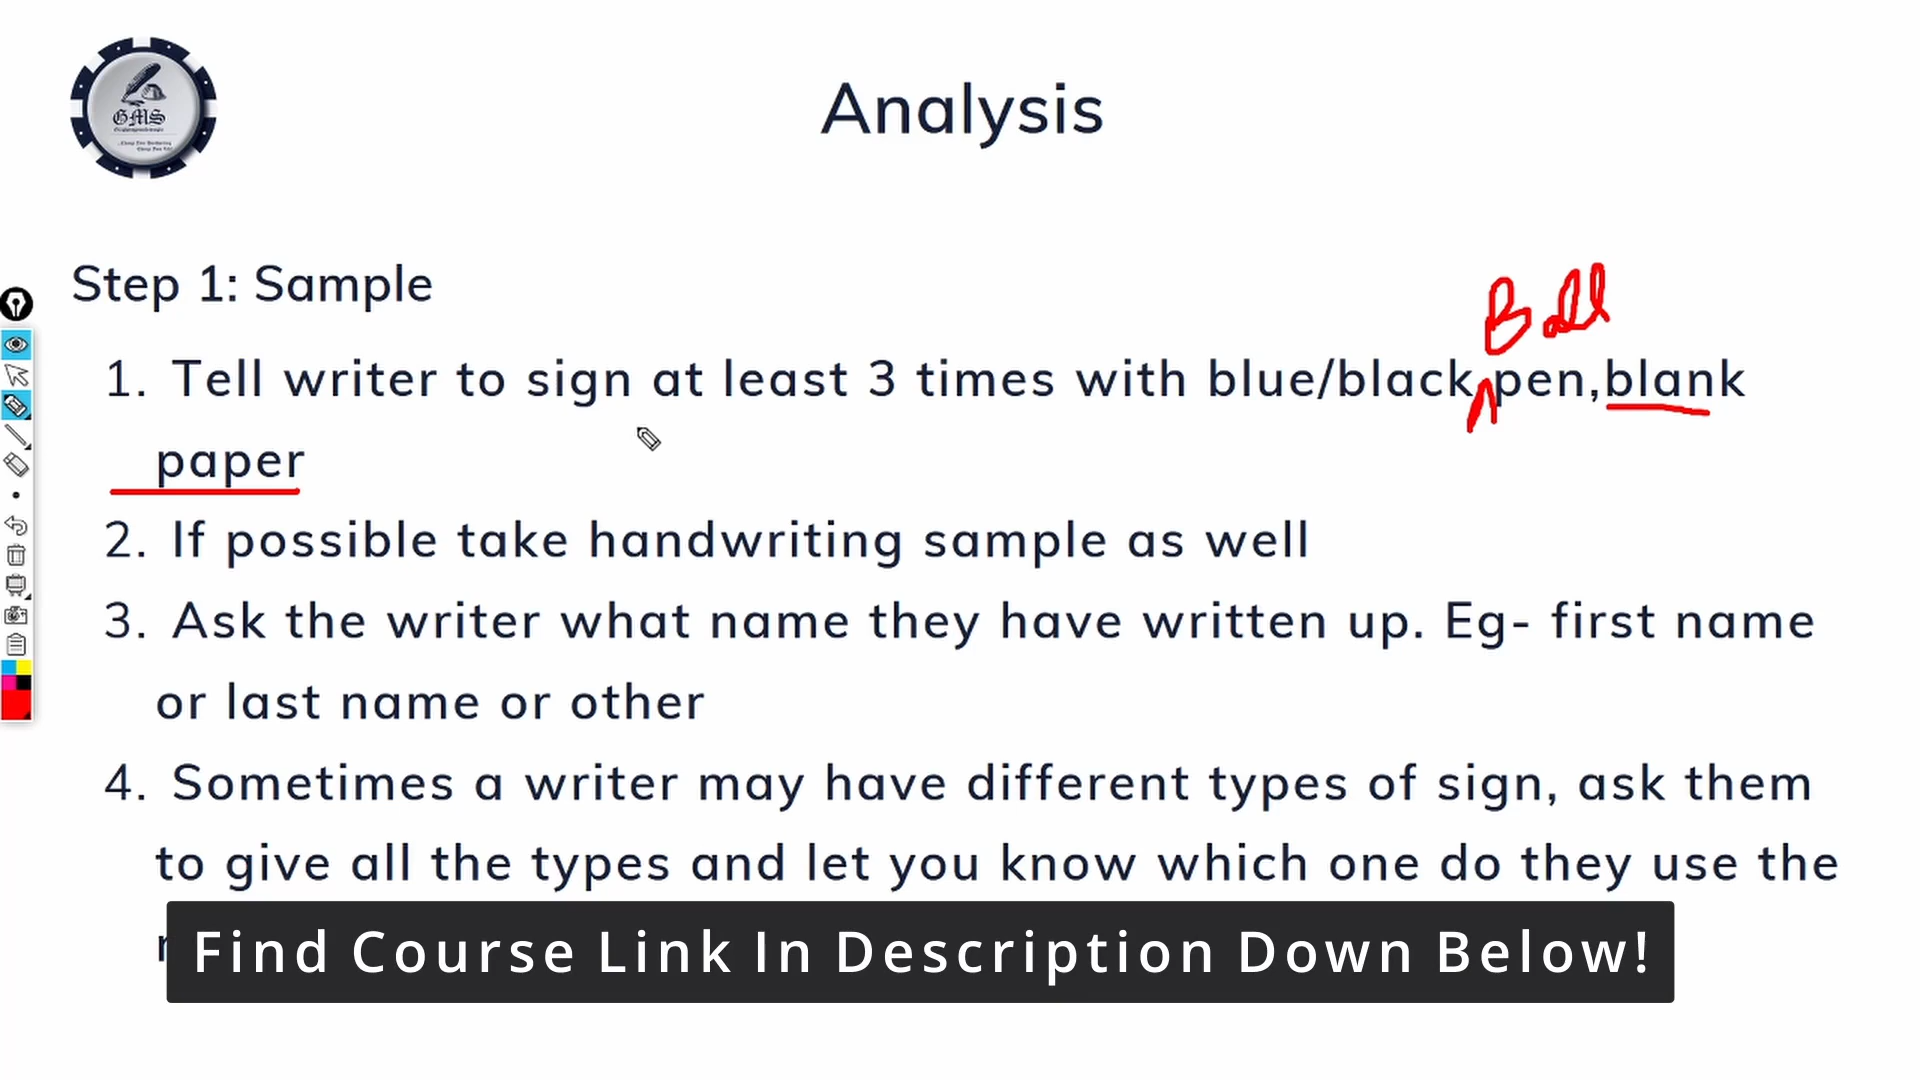 GMS
Analysis
Step 1: Sample
Ball
1. Tell writer to sign at least 3 times with blue/black pen,blank
paper
2. If possible take handwriting sample as well
3. Ask the writer what name they have written up. Eg- first name
or last name or other
4. Sometimes a writer may have different types of sign, ask them
to give all the types and let you know which one do they use the
Find Course Link In Description Down Below!